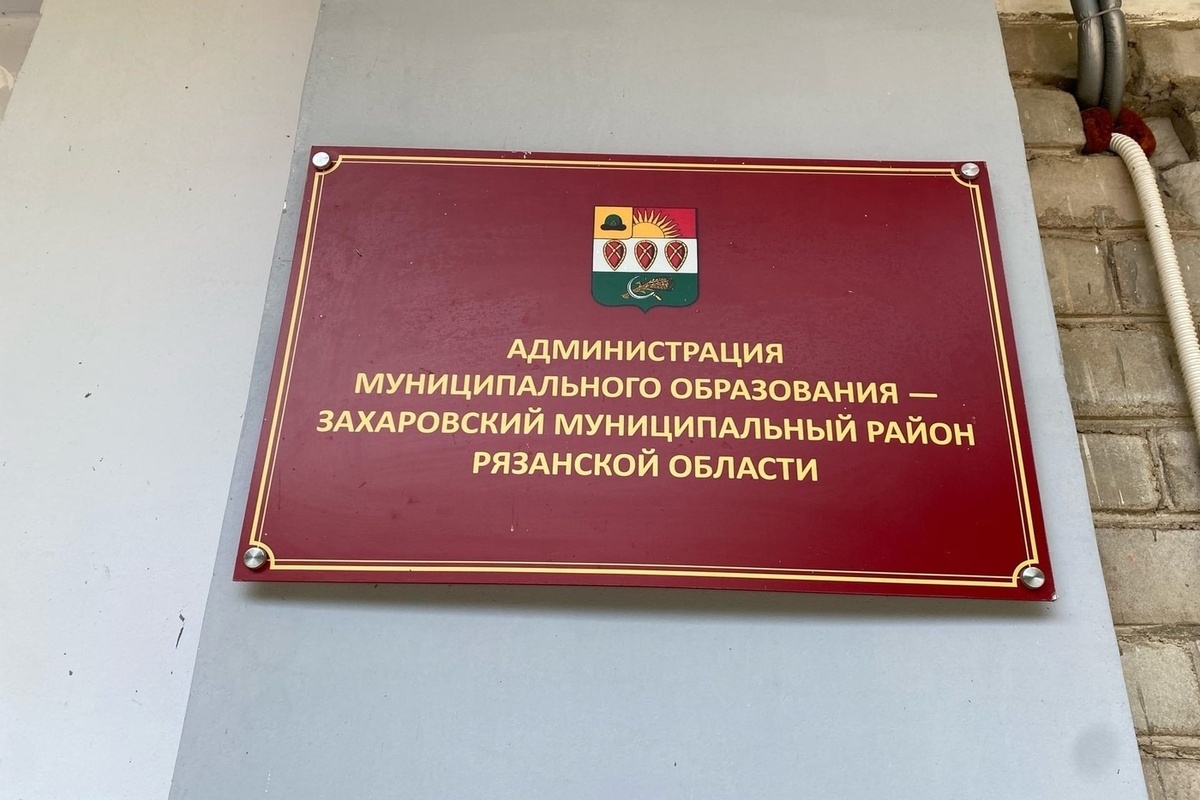 АДМИНИСТРАЦИЯ
МУНИЦИПАЛЬНОГО ОБРАЗОВАНИЯ —
ЗАХАРОВСКИЙ МУНИЦИПАЛЬНЫЙ РАЙОН
РЯЗАНСКОЙ ОБЛАСТИ